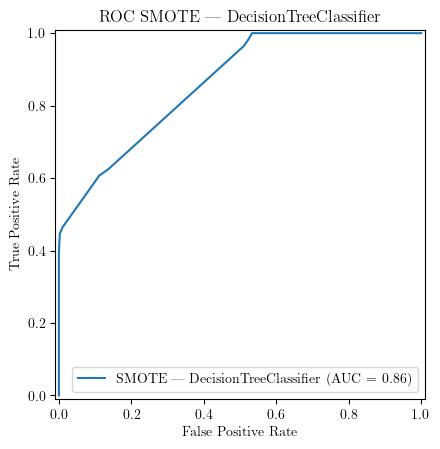 ROC SMOTE — DecisionTreeClassifier
1.0
0.8
0.6
0.4
0.2
0.0
True Positive Rate
SMOTE — DecisionTreeClassifier (AUC = 0.86)
0.0 0.2 0.4 0.6 0.8 1.0
False Positive Rate